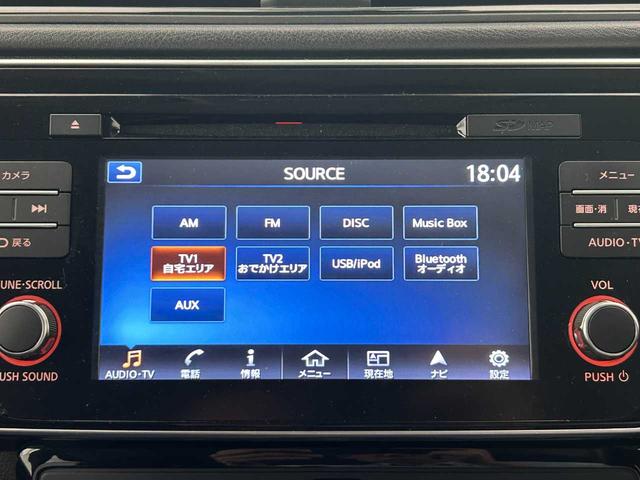 SD MAP
カメラ
戻る
TUNE·SCROLL
PUSH SOUND
SOURCE
18:04
AM
FM
DISC
Music Box
TV1
自宅エリア
TV2
おでかけエリア
USB/iPod
Bluetooth
オーディオ
AUX
AUDIO·TV
電話
情報
メニュー
現在地
ナビ
設定
メニュー
画面·消
現在
AUDIO·TV
VOL
PUSH